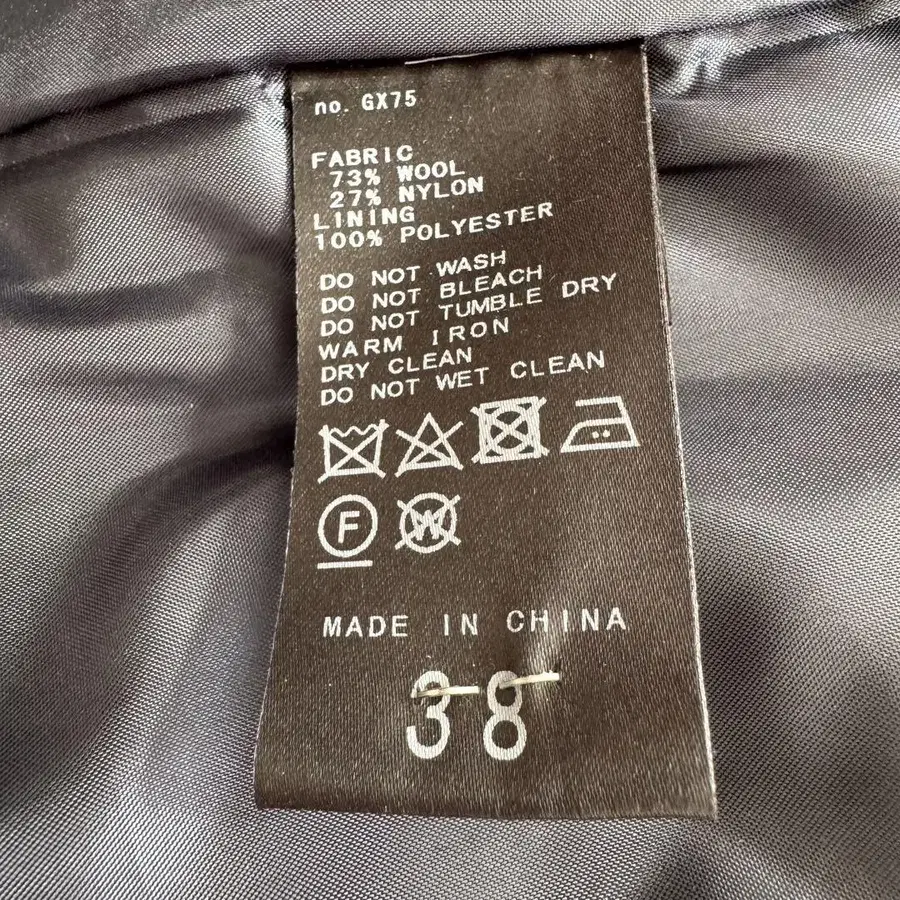 no. GX75
FABRIC
73% WOOL
27% NYLON
LINING
100% POLYESTER
DO NOT WASH
DO NOT BLEACH
DO NOT TUMBLE DRY
WARM IRON
DRY CLEAN
DO NOT WET CLEAN
F W
MADE IN CHINA
38